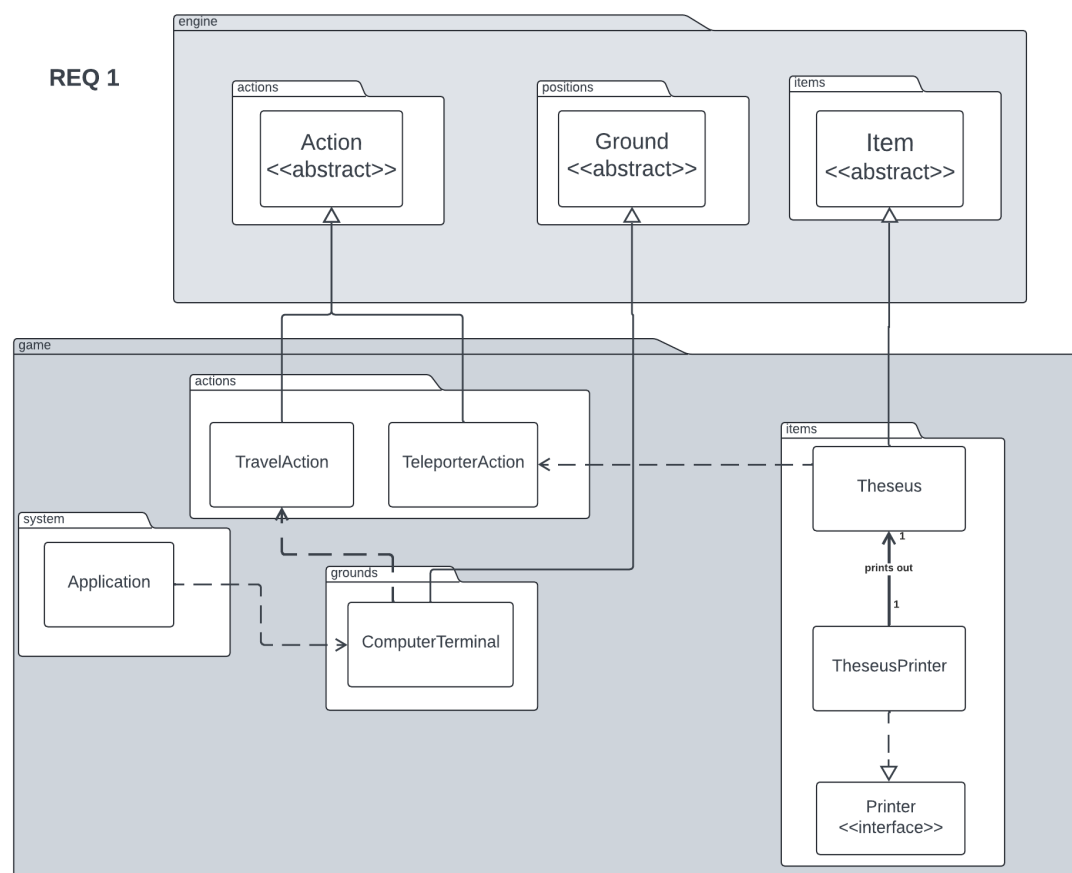 engine
REQ 1
actions
positions
items
Action
<<abstract>>
Ground
<<abstract>>
Item
<<abstract>>
game
actions
TravelAction
TeleporterAction
items
Theseus
system
Application
grounds
ComputerTerminal
1
prints out
1
TheseusPrinter
Printer
<<interface>>